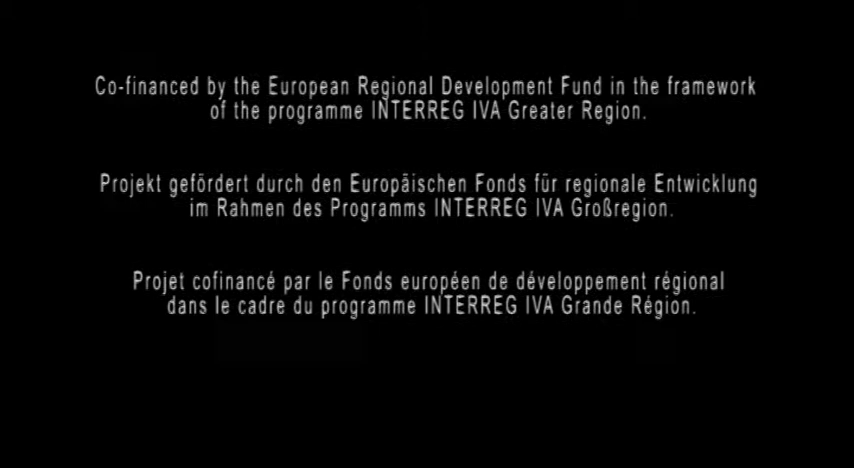 Co-financed by the European Regional Development Fund in the framework
of the programme INTERREG IVA Greater Region.
Projekt gefördert durch den Europäischen Fonds für regionale Entwicklung
im Rahmen des Programms INTERREG IVA Großregion.
Projet cofinancé par le Fonds européen de développement régional
dans le cadre du programme INTERREG IVA Grande Région.